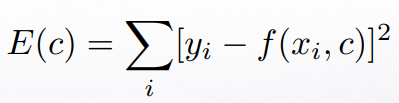 E(c) = ∑_i [y_i − f(x_i, c)]^2